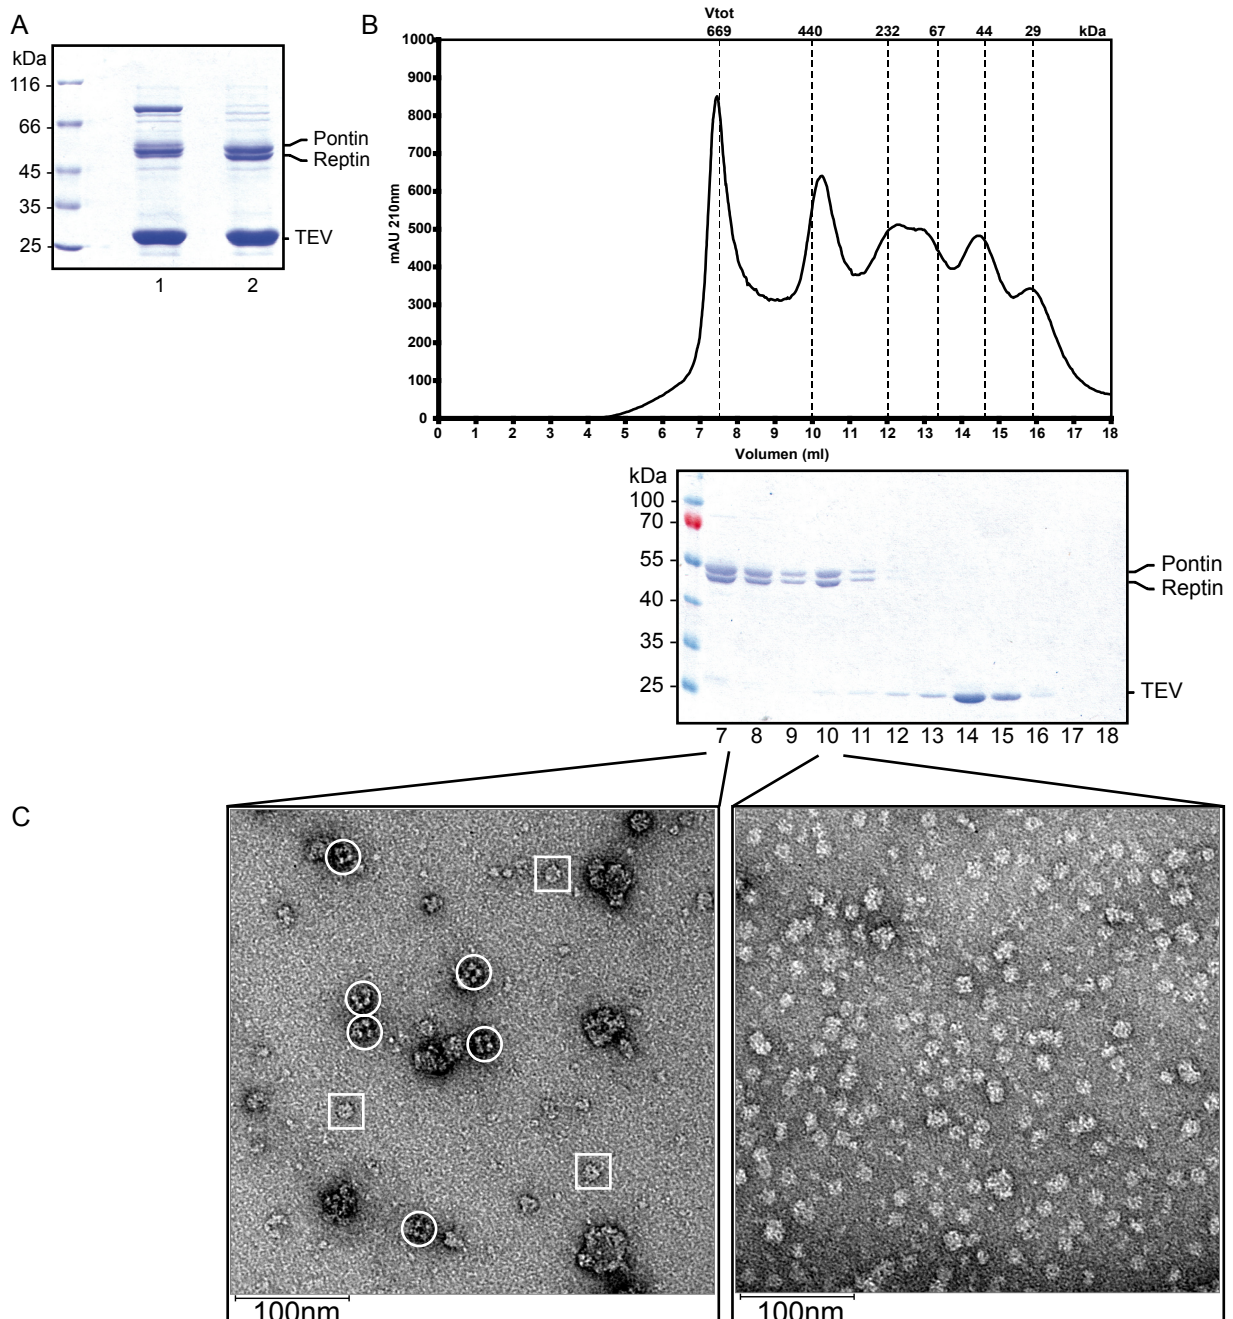 A
kDa
116
66
45
35
25
Pontin
Reptin
TEV
1 2
B
Vtot
669 440 232 67 44 29 kDa
1000
900
800
700
600
500
400
300
200
100
0
mAU 210nm
0 1 2 3 4 5 6 7 8 9 10 11 12 13 14 15 16 17 18
Volumen (ml)
kDa
100
70
55
40
35
25
Pontin
Reptin
TEV
7 8 9 10 11 12 13 14 15 16 17 18
C
100nm 100nm